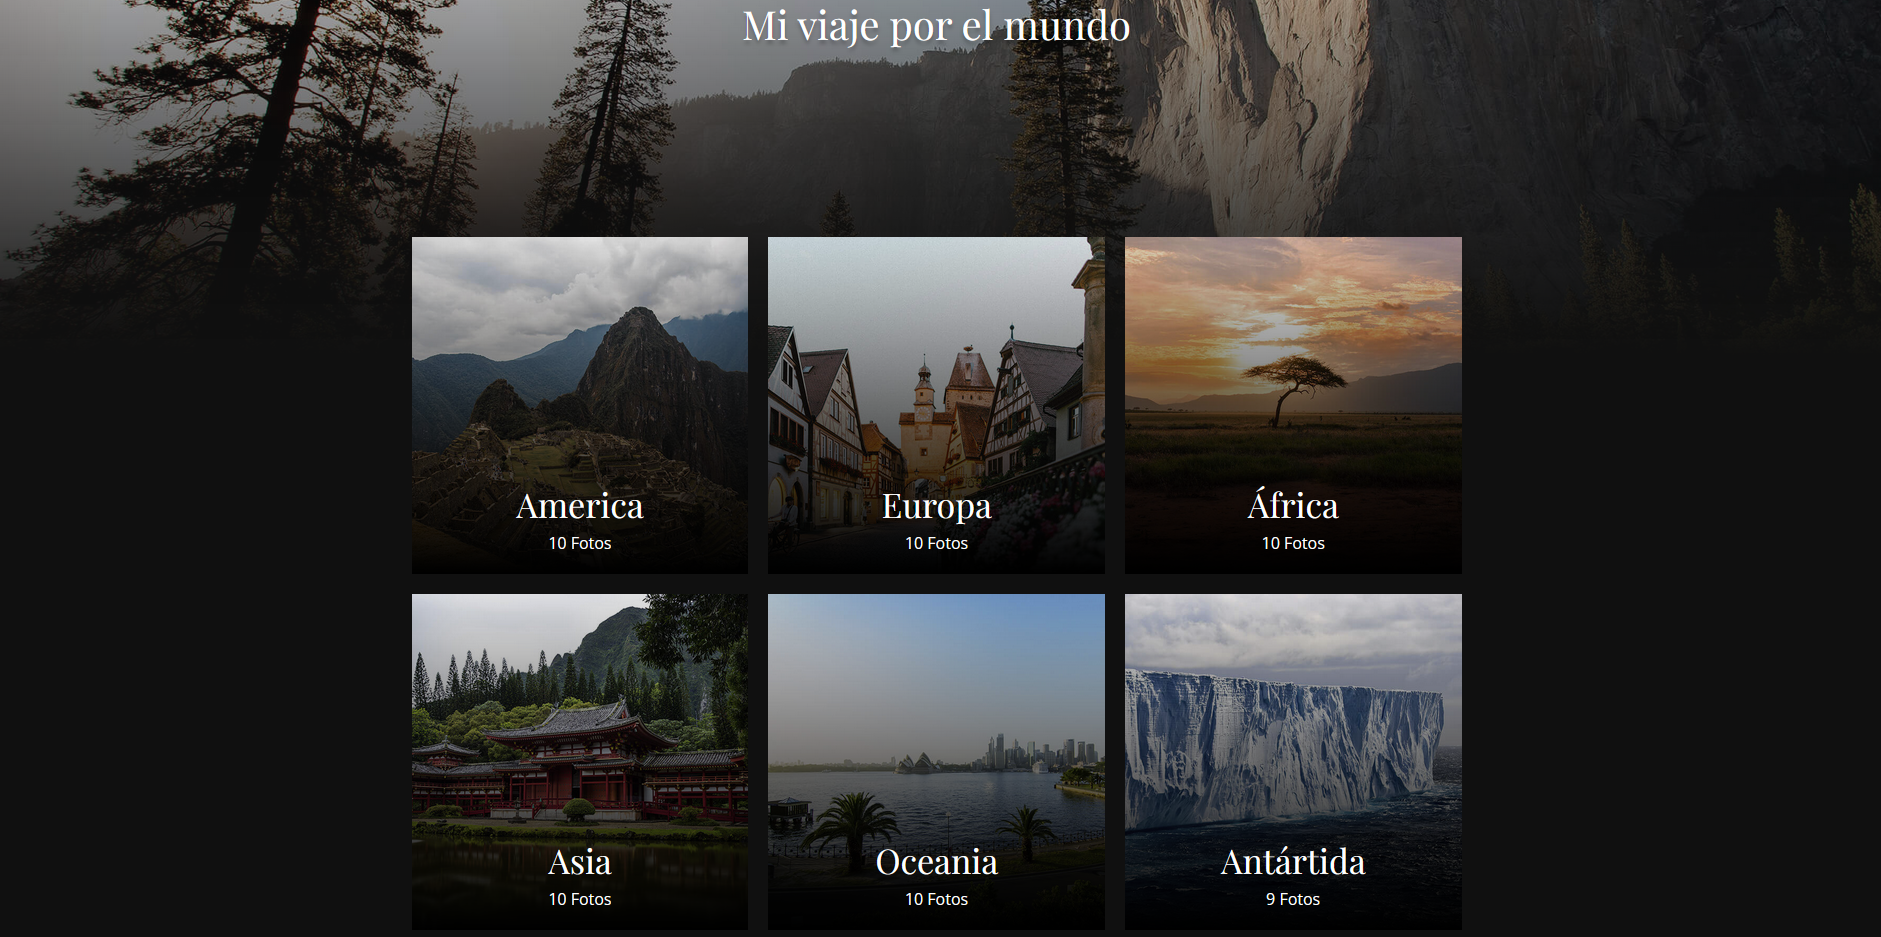 Mi viaje por el mundo
America
10 Fotos
Europa
10 Fotos
África
10 Fotos
Asia
10 Fotos
Oceania
10 Fotos
Antártida
9 Fotos